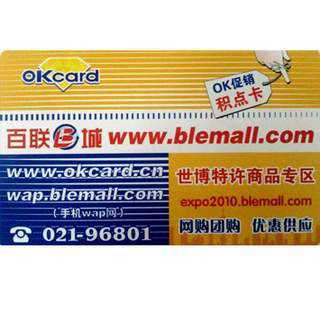 OKcard
OK促销
积点卡
百联E城 www.blemall.com
www.okcard.cn
wap.blemall.com
(手机wap网)
☎ 021-96801
世博特许商品专区
expo2010.blemall.com
网购团购 优惠供应